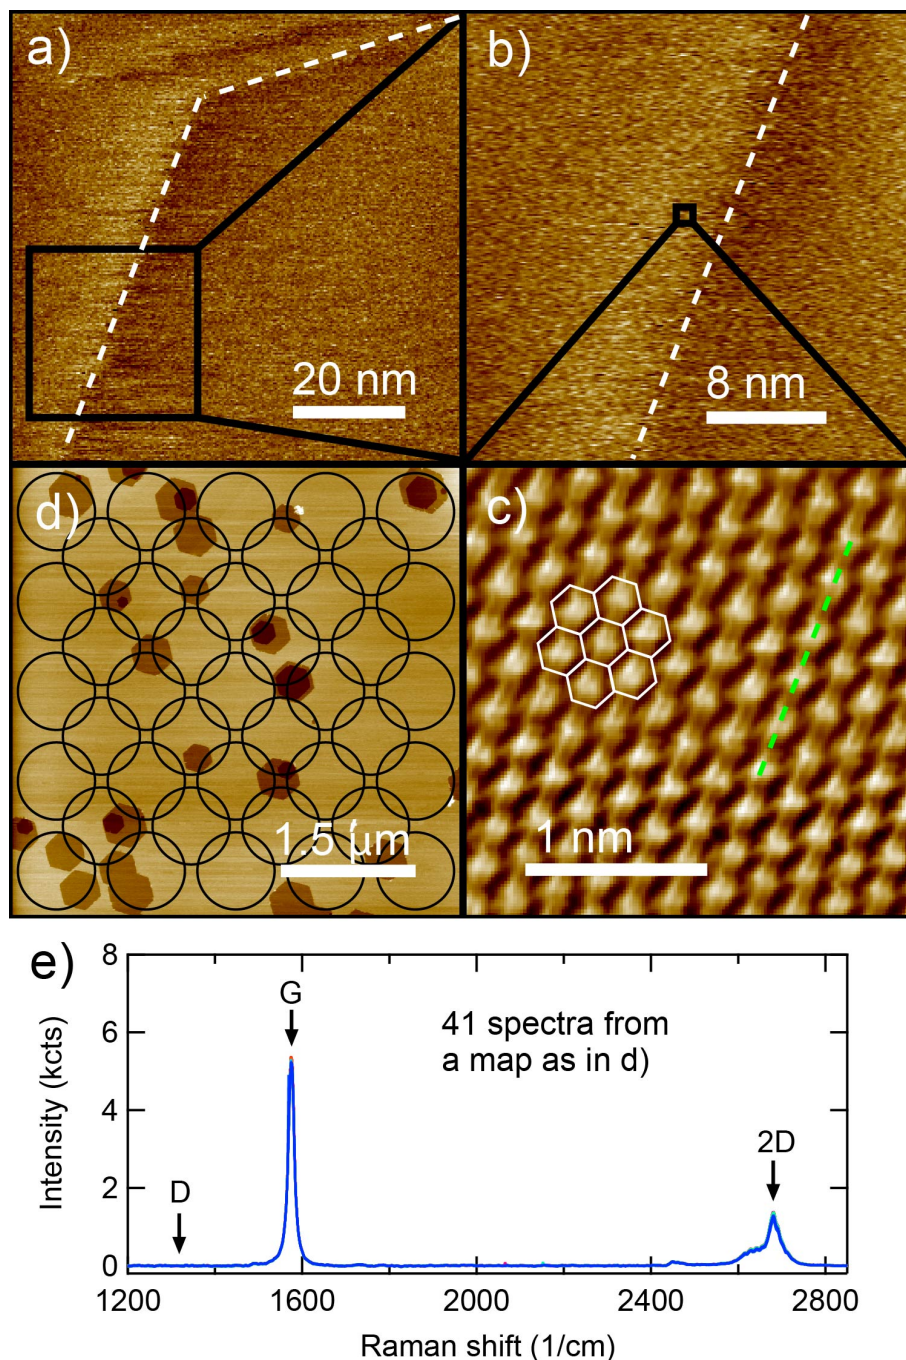 a)
20 nm
b)
8 nm
d)
1.5 µm
c)
1 nm
e)
8
6
4
2
0
Intensity (kcts)
D
G
41 spectra from
a map as in d)
2D
1200 1600 2000 2400 2800
Raman shift (1/cm)